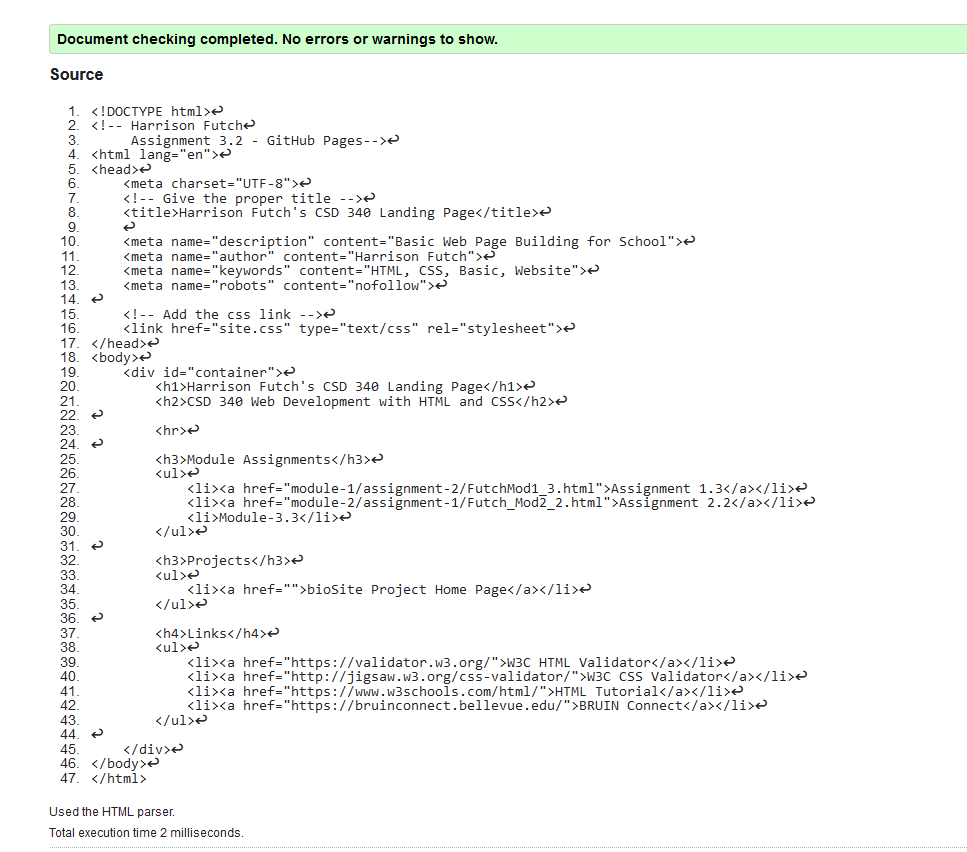 Document checking completed. No errors or warnings to show.
Source
1. <!DOCTYPE html>↩
2. <!-- Harrison Futch↩
3.      Assignment 3.2 - GitHub Pages-->↩
4. <html lang="en">↩
5. <head>↩
6.     <meta charset="UTF-8">↩
7.     <!-- Give the proper title -->↩
8.     <title>Harrison Futch's CSD 340 Landing Page</title>↩
9.     ↩
10.     <meta name="description" content="Basic Web Page Building for School">↩
11.     <meta name="author" content="Harrison Futch">↩
12.     <meta name="keywords" content="HTML, CSS, Basic, Website">↩
13.     <meta name="robots" content="nofollow">↩
14. ↩
15.     <!-- Add the css link -->↩
16.     <link href="site.css" type="text/css" rel="stylesheet">↩
17. </head>↩
18. <body>↩
19.     <div id="container">↩
20.         <h1>Harrison Futch's CSD 340 Landing Page</h1>↩
21.         <h2>CSD 340 Web Development with HTML and CSS</h2>↩
22. ↩
23.         <hr>↩
24. ↩
25.         <h3>Module Assignments</h3>↩
26.         <ul>↩
27.             <li><a href="module-1/assignment-2/FutchMod1_3.html">Assignment 1.3</a></li>↩
28.             <li><a href="module-2/assignment-1/Futch_Mod2_2.html">Assignment 2.2</a></li>↩
29.             <li>Module-3.3</li>↩
30.         </ul>↩
31. ↩
32.         <h3>Projects</h3>↩
33.         <ul>↩
34.             <li><a href="">bioSite Project Home Page</a></li>↩
35.         </ul>↩
36. ↩
37.         <h4>Links</h4>↩
38.         <ul>↩
39.             <li><a href="https://validator.w3.org/">W3C HTML Validator</a></li>↩
40.             <li><a href="http://jigsaw.w3.org/css-validator/">W3C CSS Validator</a></li>↩
41.             <li><a href="https://www.w3schools.com/html/">HTML Tutorial</a></li>↩
42.             <li><a href="https://bruinconnect.bellevue.edu/">BRUIN Connect</a></li>↩
43.         </ul>↩
44. ↩
45.     </div>↩
46. </body>↩
47. </html>
Used the HTML parser.
Total execution time 2 milliseconds.